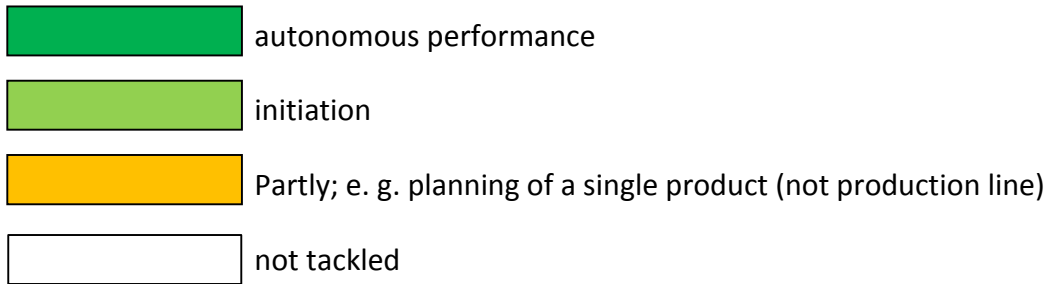 autonomous performance
initiation
Partly; e. g. planning of a single product (not production line)
not tackled